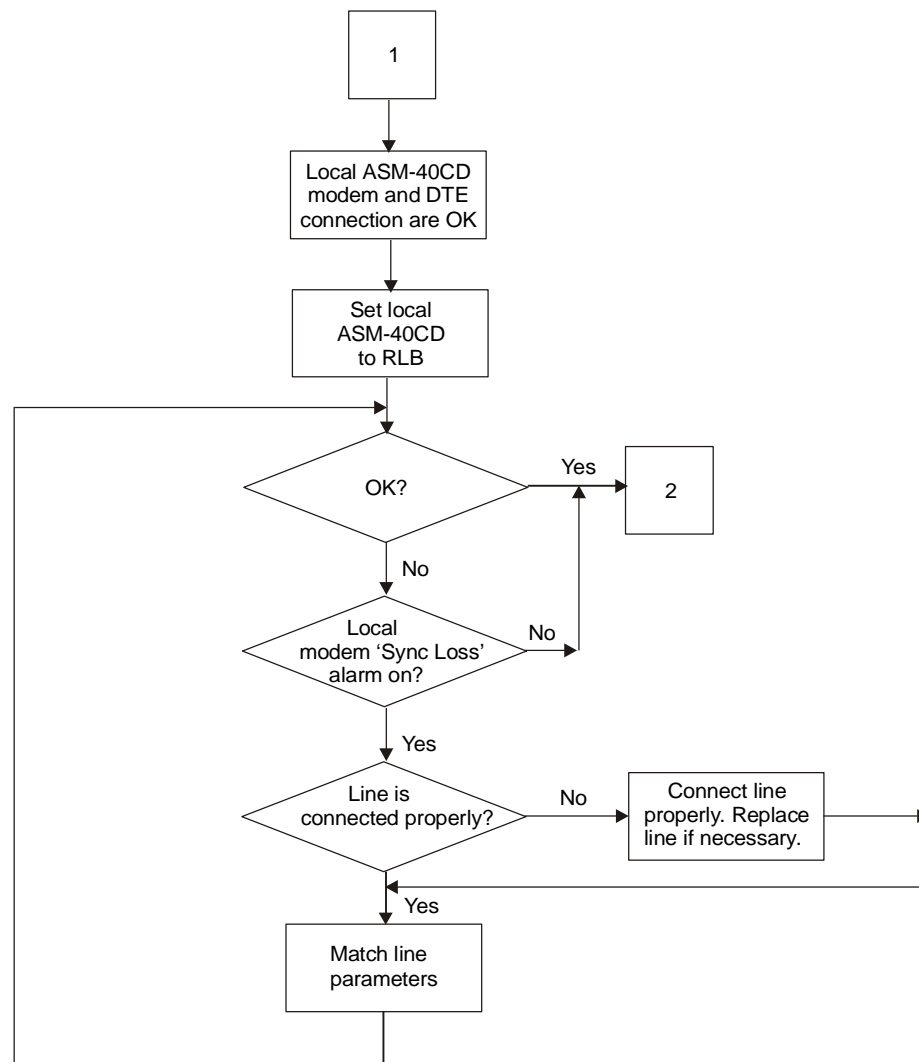 1
Local ASM-40CD
modem and DTE
connection are OK
Set local
ASM-40CD
to RLB
OK?
Yes
2
No
Local
modem ‘Sync Loss’
alarm on?
No
Yes
Line is
connected properly?
No
Connect line
properly. Replace
line if necessary.
Yes
Match line
parameters